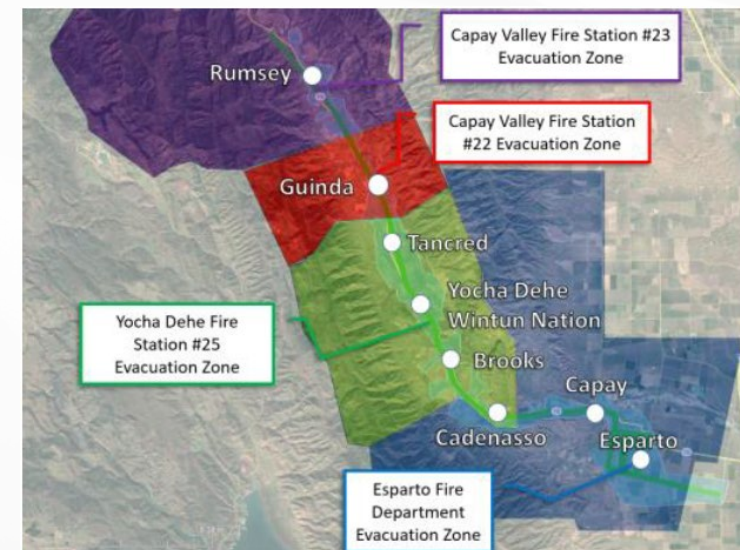 Capay Valley Fire Station #23
Evacuation Zone
Rumsey
Capay Valley Fire Station
#22 Evacuation Zone
Guinda
Tancred
Yocha Dehe
Wintun Nation
Yocha Dehe Fire
Station #25
Evacuation Zone
Brooks
Capay
Cadenasso
Esparto
Esparto Fire
Department
Evacuation Zone